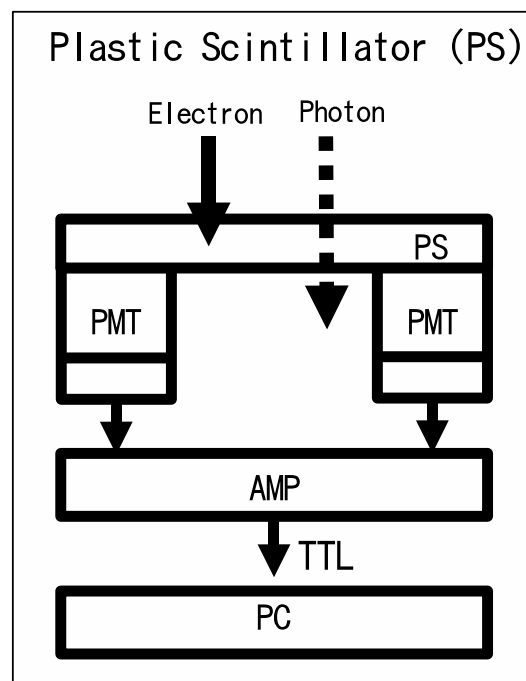 Plastic Scintillator (PS)
Electron Photon
PS
PMT PMT
AMP
TTL
PC